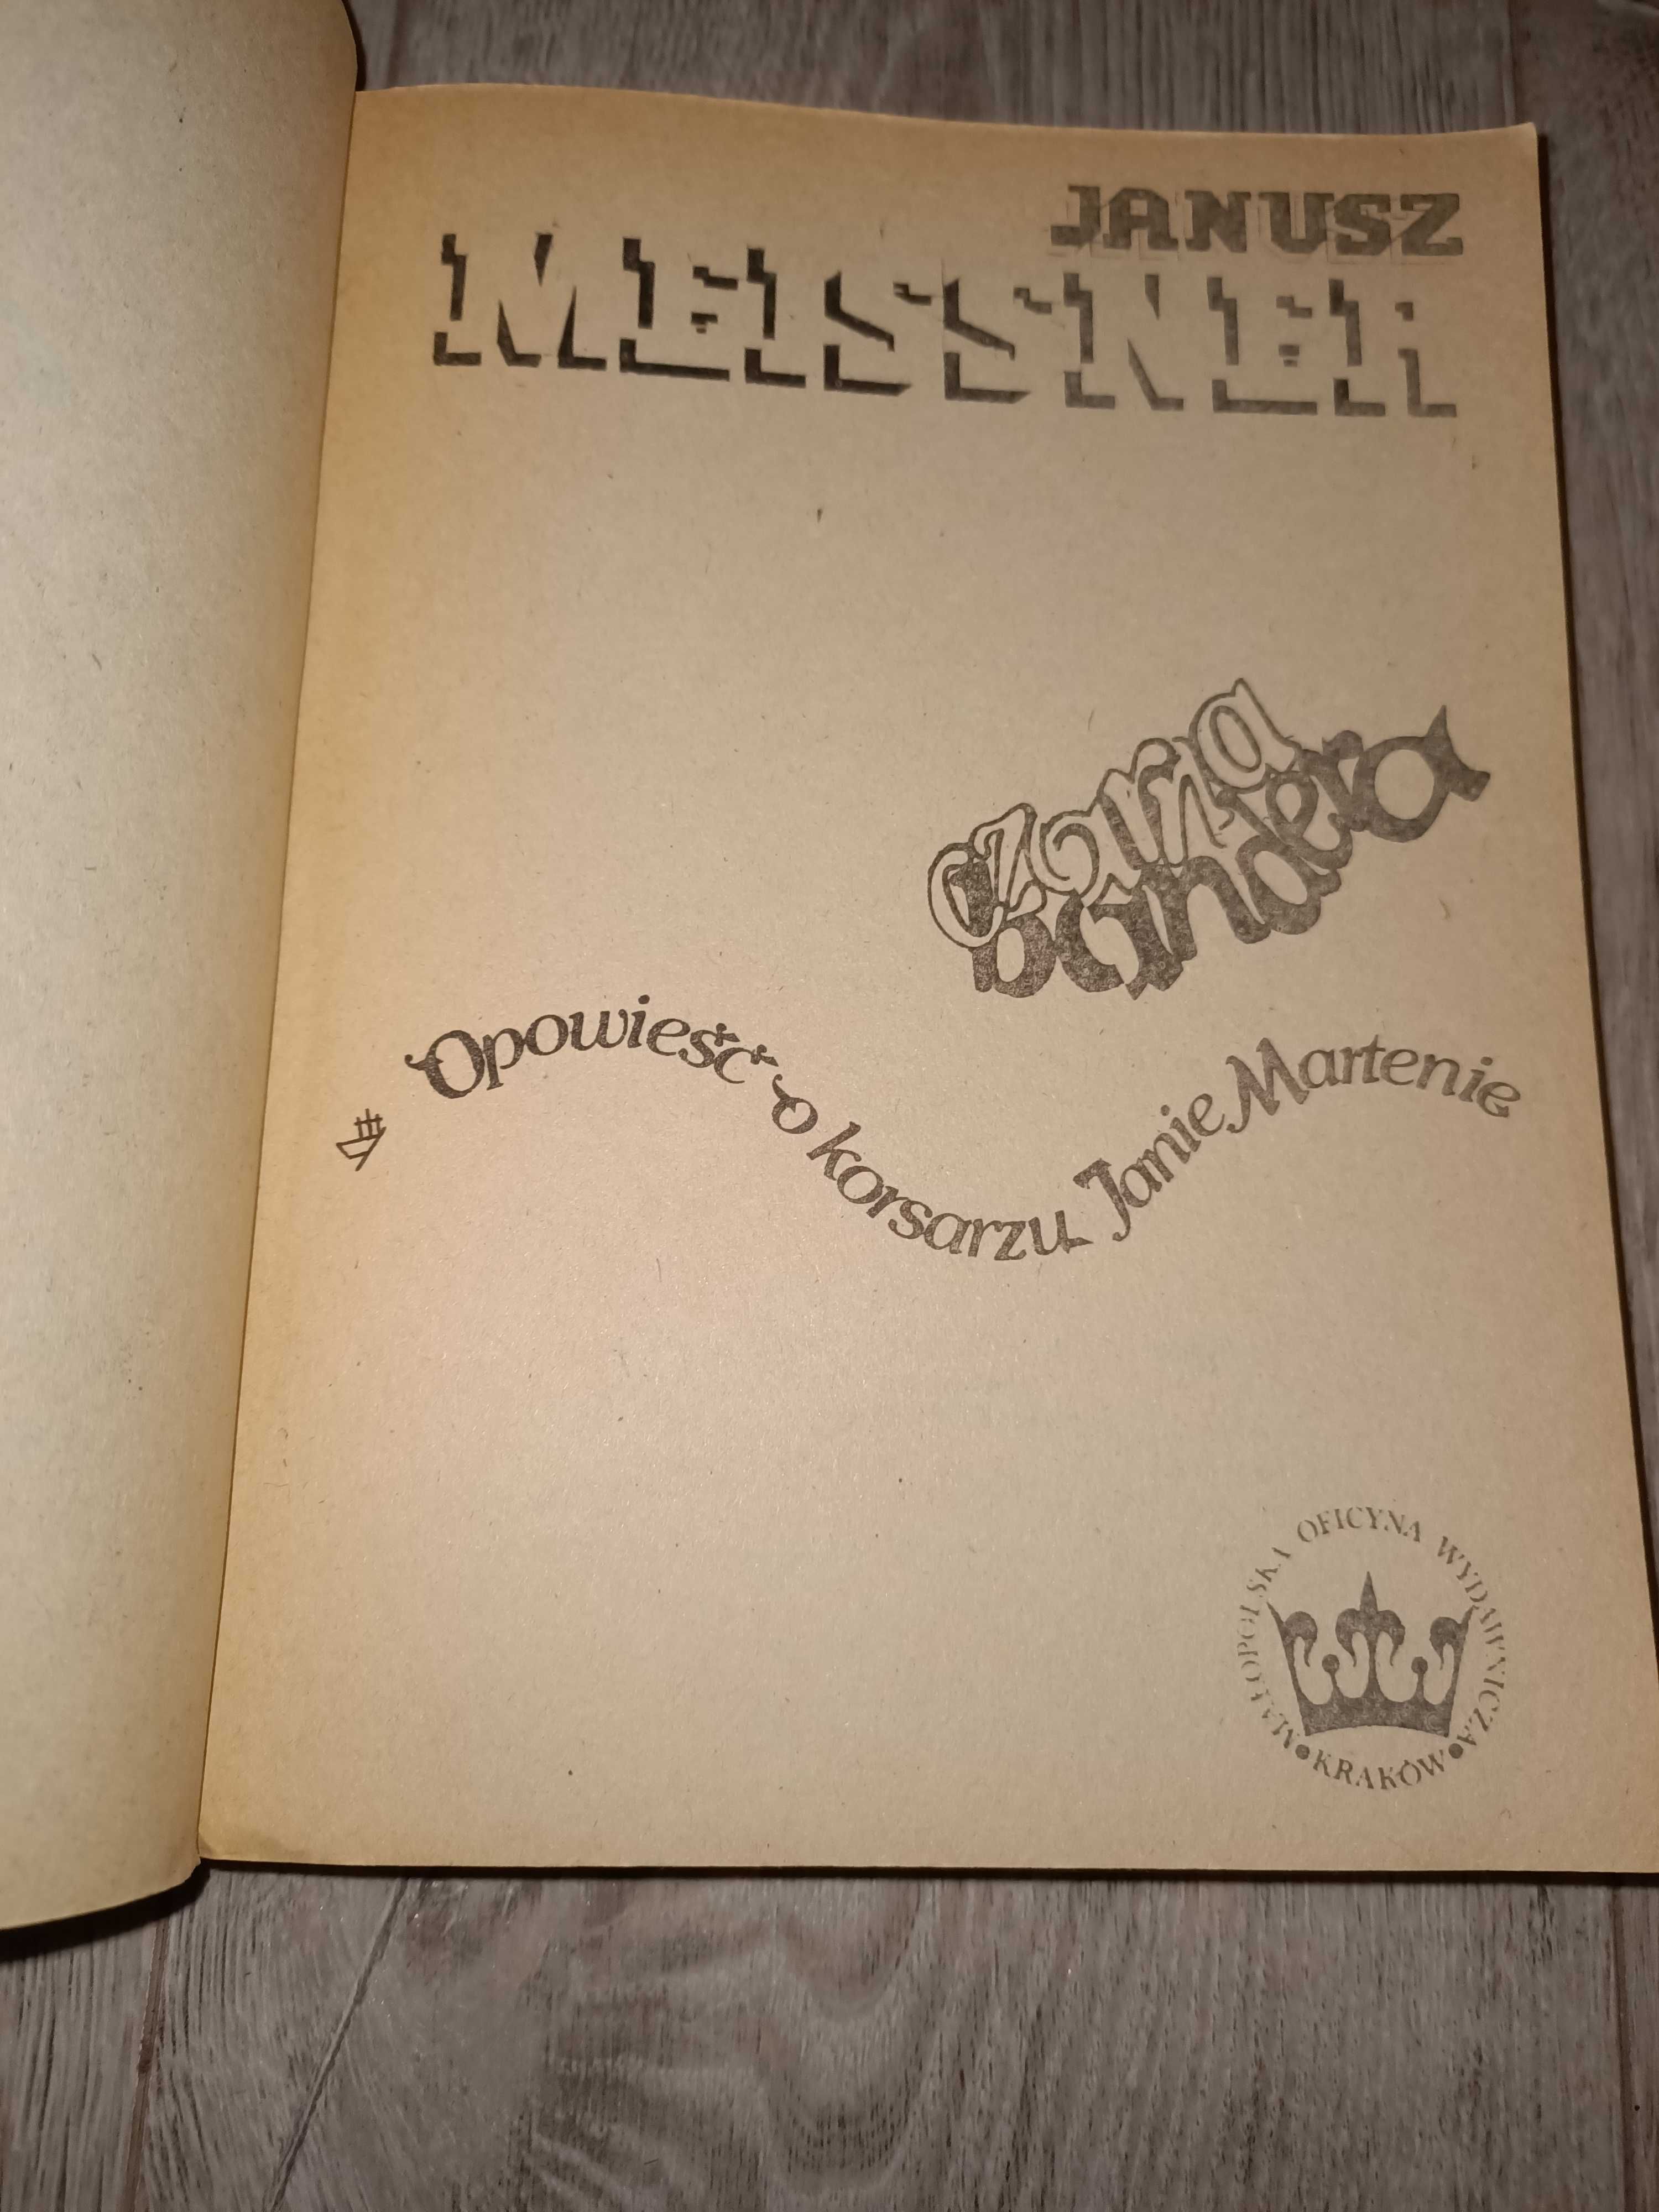 JANUSZ
MEISSNER
Czarna
bandera
Opowieść o korsarzu Janie Martenie
MAŁOPOLSKA OFICYNA WYDAWNICZA
• KRAKÓW •